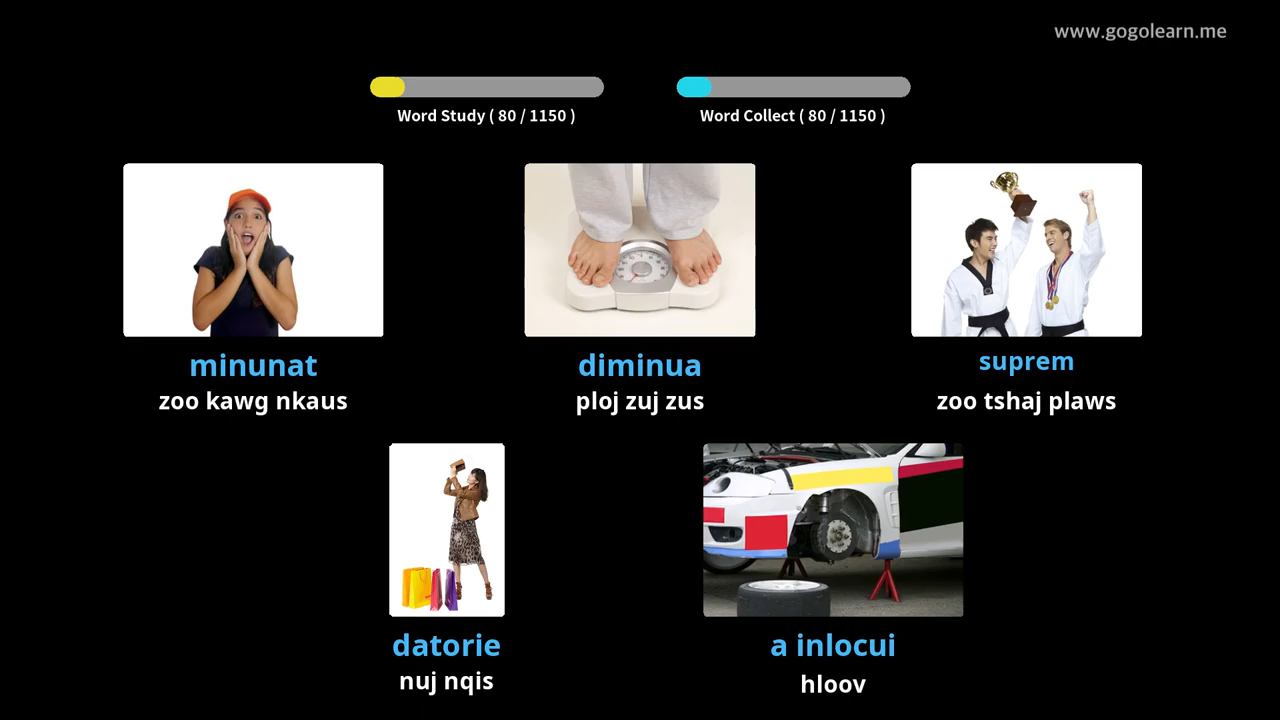 www.gogolearn.me
Word Study ( 80 / 1150 )
Word Collect ( 80 / 1150 )
minunat
zoo kawg nkaus
diminua
ploj zuj zus
suprem
zoo tshaj plaws
datorie
nuj nqis
a inlocui
hloov